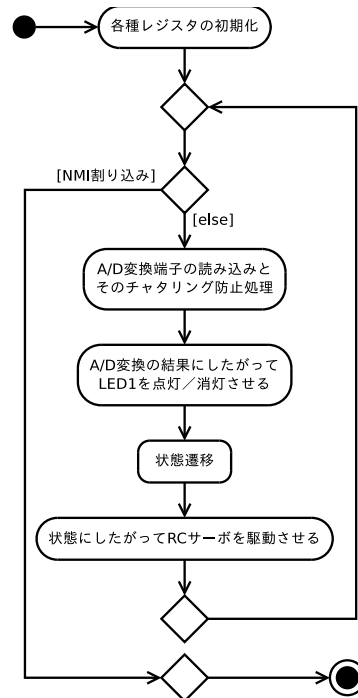 各種レジスタの初期化
[NMI割り込み]
[else]
A/D変換端子の読み込みと
そのチャタリング防止処理
A/D変換の結果にしたがって
LED1を点灯／消灯させる
状態遷移
状態にしたがってRCサーボを駆動させる